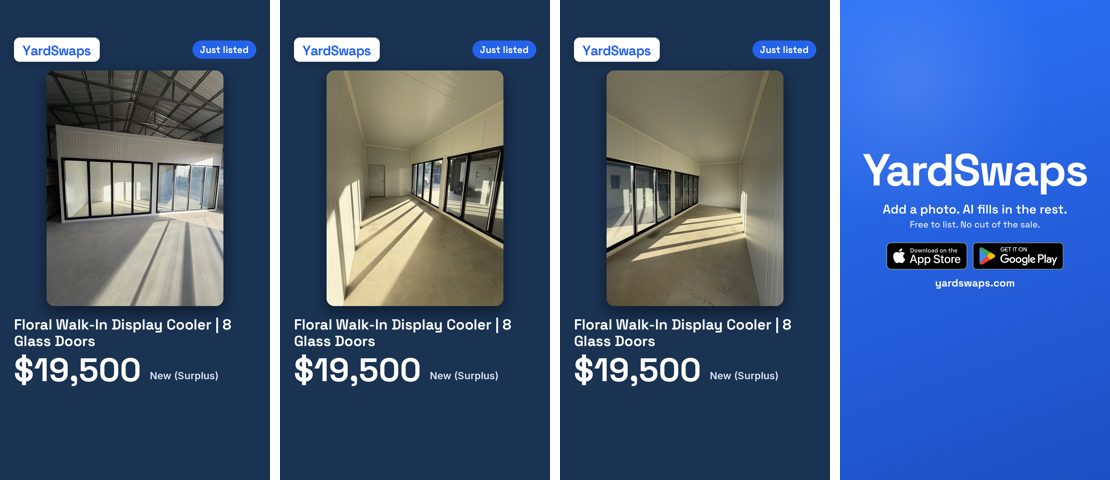 YardSwaps
Just listed
Floral Walk-In Display Cooler | 8
Glass Doors
$19,500 New (Surplus)
YardSwaps
Just listed
Floral Walk-In Display Cooler | 8
Glass Doors
$19,500 New (Surplus)
YardSwaps
Just listed
Floral Walk-In Display Cooler | 8
Glass Doors
$19,500 New (Surplus)
YardSwaps
Add a photo. AI fills in the rest.
Free to list. No cut of the sale.
Download on the
App Store
GET IT ON
Google Play
yardswaps.com